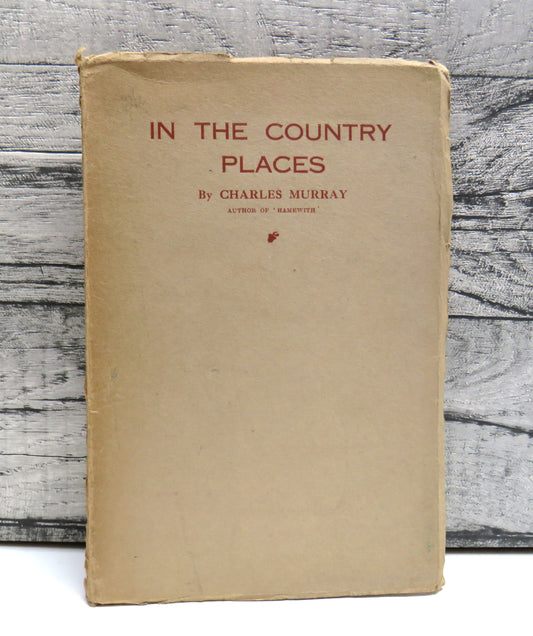 IN THE COUNTRY
PLACES
By CHARLES MURRAY
AUTHOR OF 'HAMEWITH'